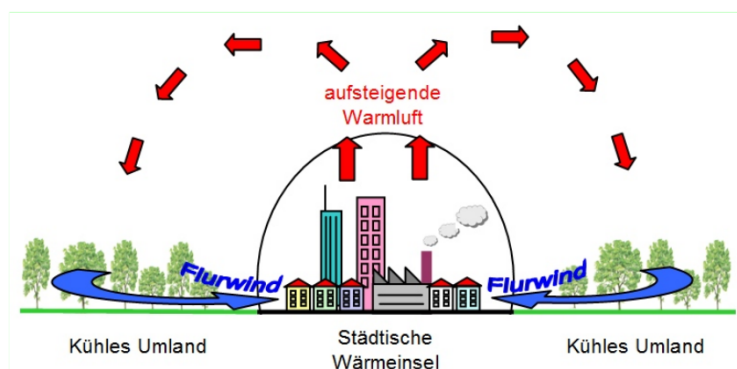 aufsteigende
Warmluft
Flurwind
Flurwind
Kühles Umland
Städtische
Wärmeinsel
Kühles Umland